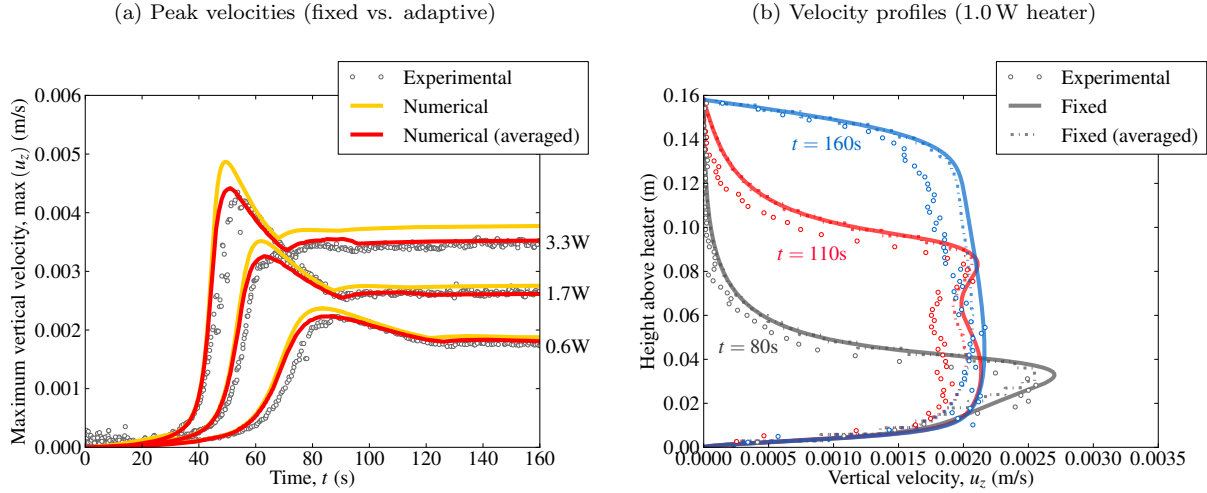 (a) Peak velocities (fixed vs. adaptive)
Experimental
Numerical
Numerical (averaged)
Maximum vertical velocity, max (u_z) (m/s)
0.006
0.005
0.004
0.003
0.002
0.001
0.000
3.3W
1.7W
0.6W
0 20 40 60 80 100 120 140 160
Time, t (s)
(b) Velocity profiles (1.0 W heater)
Experimental
Fixed
Fixed (averaged)
Height above heater (m)
0.16
0.14
0.12
0.10
0.08
0.06
0.04
0.02
0.00
t = 160s
t = 110s
t = 80s
0.0000 0.0005 0.0010 0.0015 0.0020 0.0025 0.0030 0.0035
Vertical velocity, u_z (m/s)